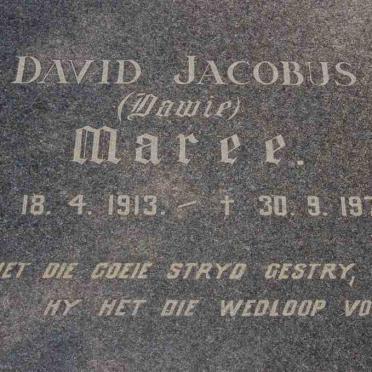 DAVID JACOBUS
(Dawie)
Maree.
18. 4. 1913. — † 30. 9. 197
HET DIE GOEIE STRYD GESTRY,
HY HET DIE WEDLOOP VO